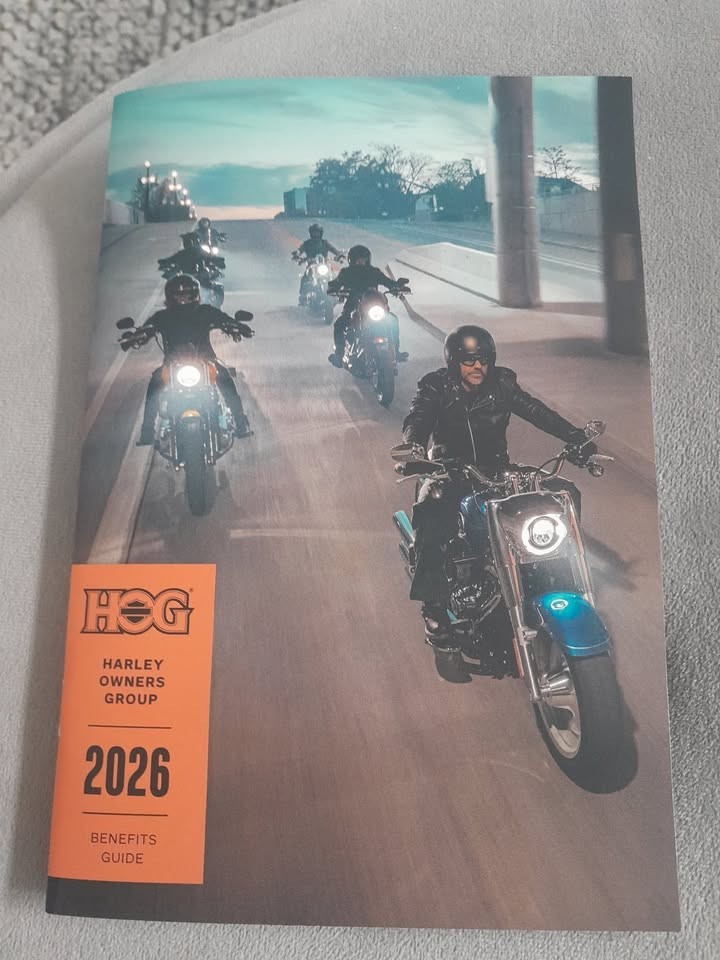 HOG®
HARLEY
OWNERS
GROUP
2026
BENEFITS
GUIDE